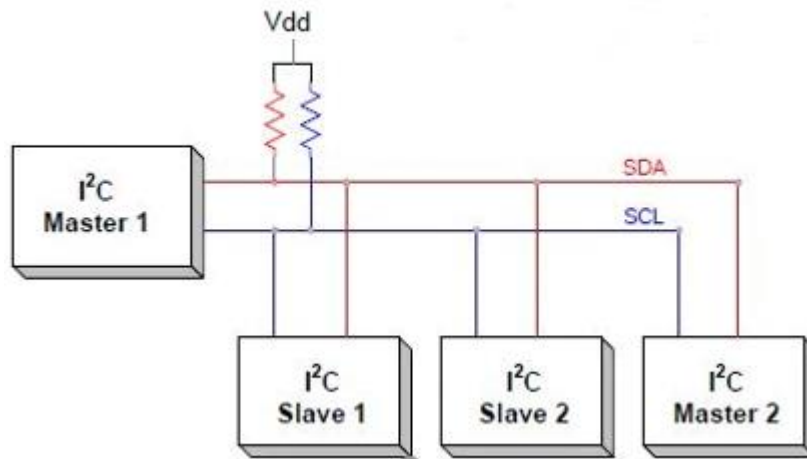 Vdd
I²C
Master 1
SDA
SCL
I²C
Slave 1
I²C
Slave 2
I²C
Master 2